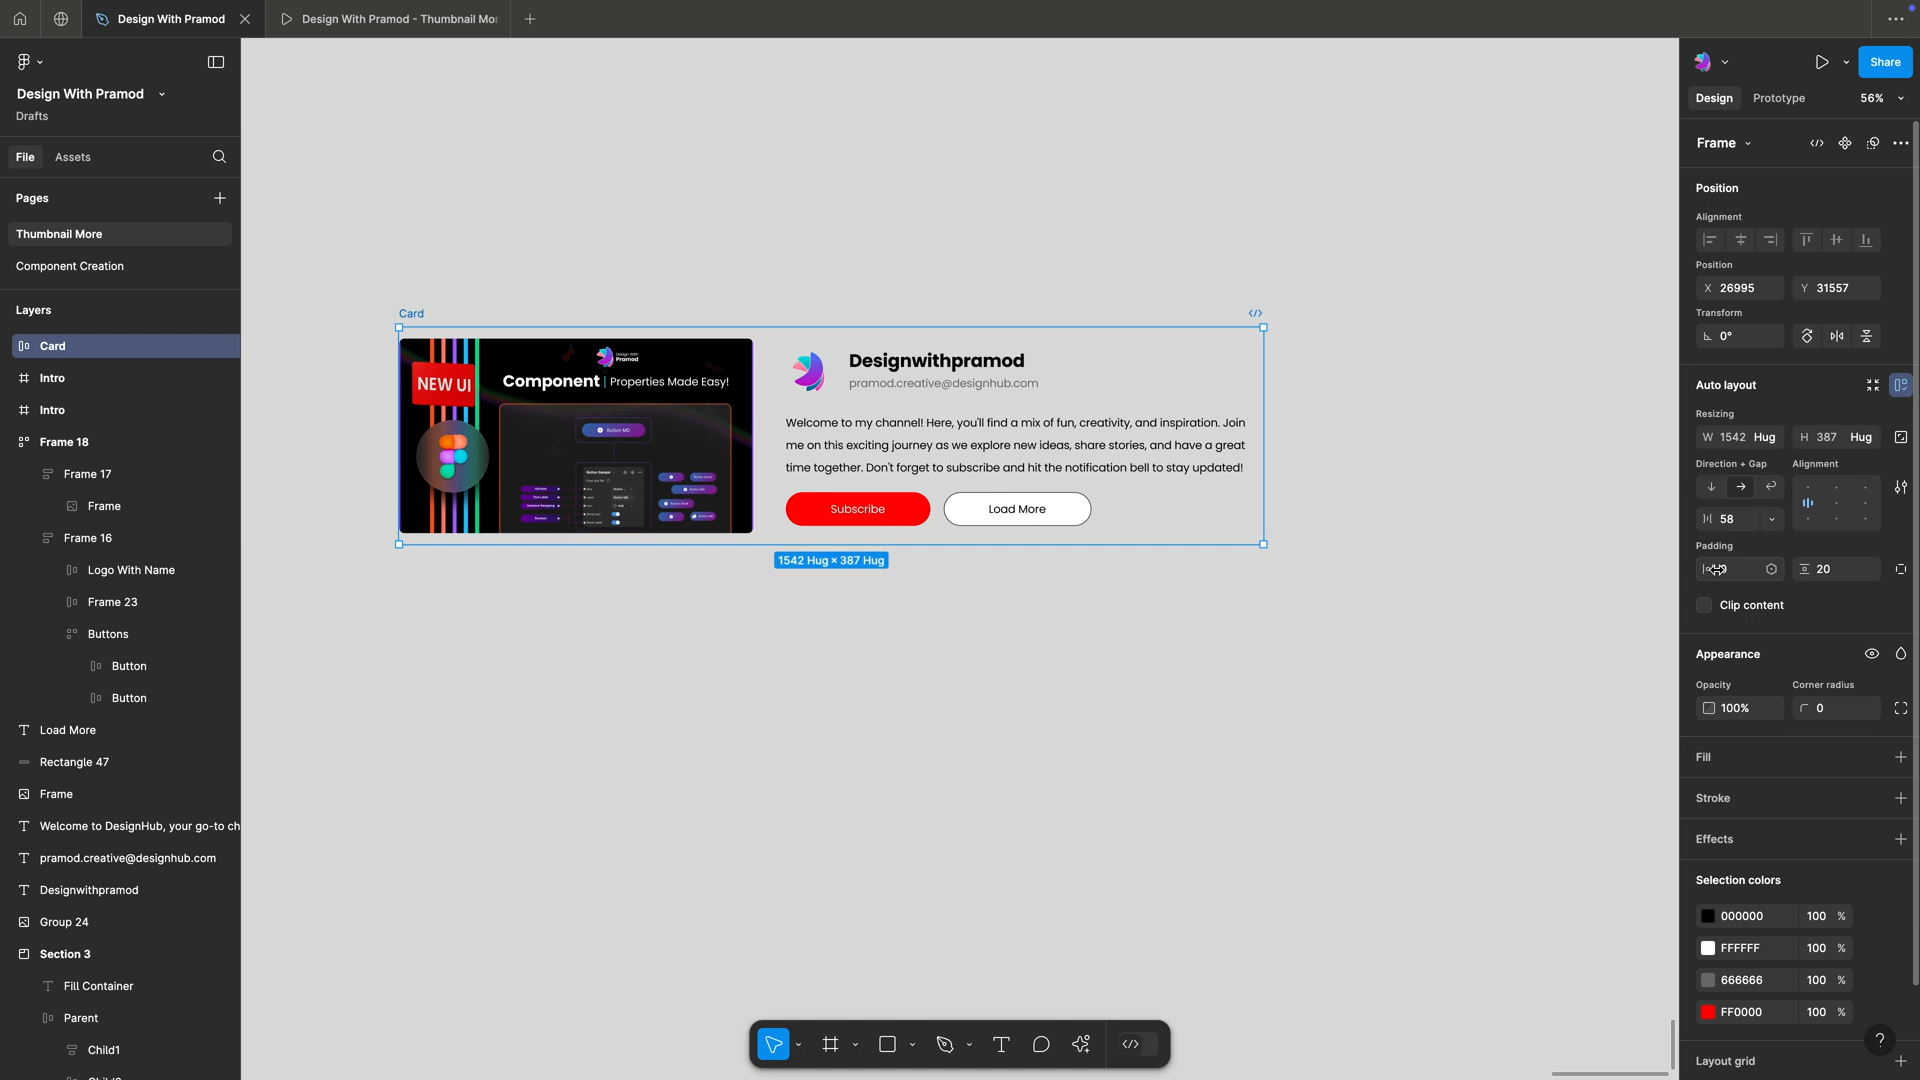 Design With Pramod
Design With Pramod - Thumbnail Mor
Design With Pramod
Drafts
File
Assets
Pages
Thumbnail More
Component Creation
Layers
Card
Intro
Intro
Frame 18
Frame 17
Frame
Frame 16
Logo With Name
Frame 23
Buttons
Button
Button
Load More
Rectangle 47
Frame
Welcome to DesignHub, your go-to ch
pramod.creative@designhub.com
Designwithpramod
Group 24
Section 3
Fill Container
Parent
Child1
Card
</>
NEW UI
Design With
Pramod
Component | Properties Made Easy!
Button MD
Button Sample
Designwithpramod
pramod.creative@designhub.com
Welcome to my channel! Here, you'll find a mix of fun, creativity, and inspiration. Join
me on this exciting journey as we explore new ideas, share stories, and have a great
time together. Don't forget to subscribe and hit the notification bell to stay updated!
Subscribe
Load More
1542 Hug × 387 Hug
Share
Design
Prototype
56%
Frame
Position
Alignment
Position
X 26995
Y 31557
Transform
0°
Auto layout
Resizing
W 1542 Hug
H 387 Hug
Direction + Gap
Alignment
58
Padding
20
Clip content
Appearance
Opacity
Corner radius
100%
0
Fill
Stroke
Effects
Selection colors
000000 100 %
FFFFFF 100 %
666666 100 %
FF0000 100 %
Layout grid
?